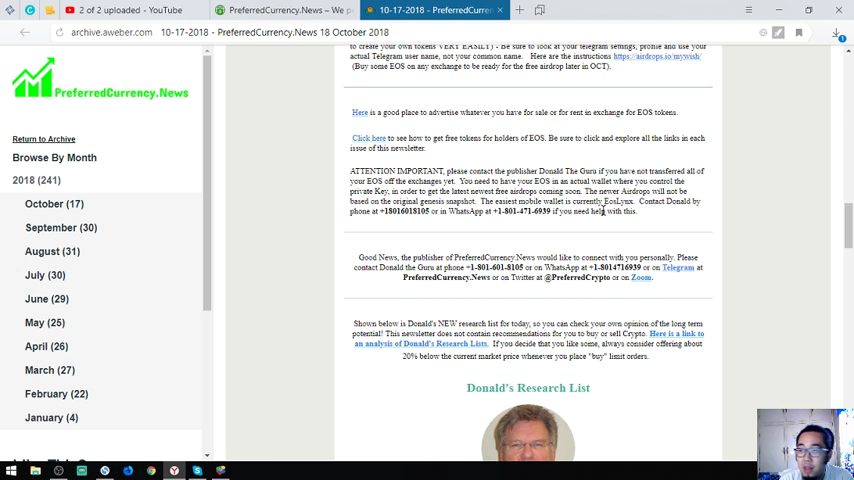 2 of 2 uploaded - YouTube
PreferredCurrency.News – We p
10-17-2018 - PreferredCurren
archive.aweber.com
10-17-2018 - PreferredCurrency.News 18 October 2018
PreferredCurrency.News
Return to Archive
Browse By Month
2018 (241)
October (17)
September (30)
August (31)
July (30)
June (29)
May (25)
April (26)
March (27)
February (22)
January (4)
to create your own tokens VERY EASILY) - Be sure to look at your telegram settings, profile and use your
actual Telegram user name, not your common name. Here are the instructions https://airdrops.io/mywish/
(Buy some EOS on any exchange to be ready for the free airdrop later in OCT).
Here is a good place to advertise whatever you have for sale or for rent in exchange for EOS tokens.
Click here to see how to get free tokens for holders of EOS. Be sure to click and explore all the links in each
issue of this newsletter.
ATTENTION IMPORTANT, please contact the publisher Donald The Guru if you have not transferred all of
your EOS off the exchanges yet. You need to have your EOS in an actual wallet where you control the
private Key, in order to get the latest newest free airdrops coming soon. The newer Airdrops will not be
based on the original genesis snapshot. The easiest mobile wallet is currently EosLynx. Contact Donald by
phone at +18016018105 or in WhatsApp at +1-801-471-6939 if you need help with this.
Good News, the publisher of PreferredCurrency.News would like to connect with you personally. Please
contact Donald the Guru at phone +1-801-601-8105 or on WhatsApp at +1-8014716939 or on Telegram at
PreferredCurrency.News or on Twitter at @PreferredCrypto or on Zoom.
Shown below is Donald's NEW research list for today, so you can check your own opinion of the long term
potential! This newsletter does not contain recommendations for you to buy or sell Crypto. Here is a link to
an analysis of Donald's Research Lists. If you decide that you like some, always consider offering about
20% below the current market price whenever you place "buy" limit orders.
Donald's Research List